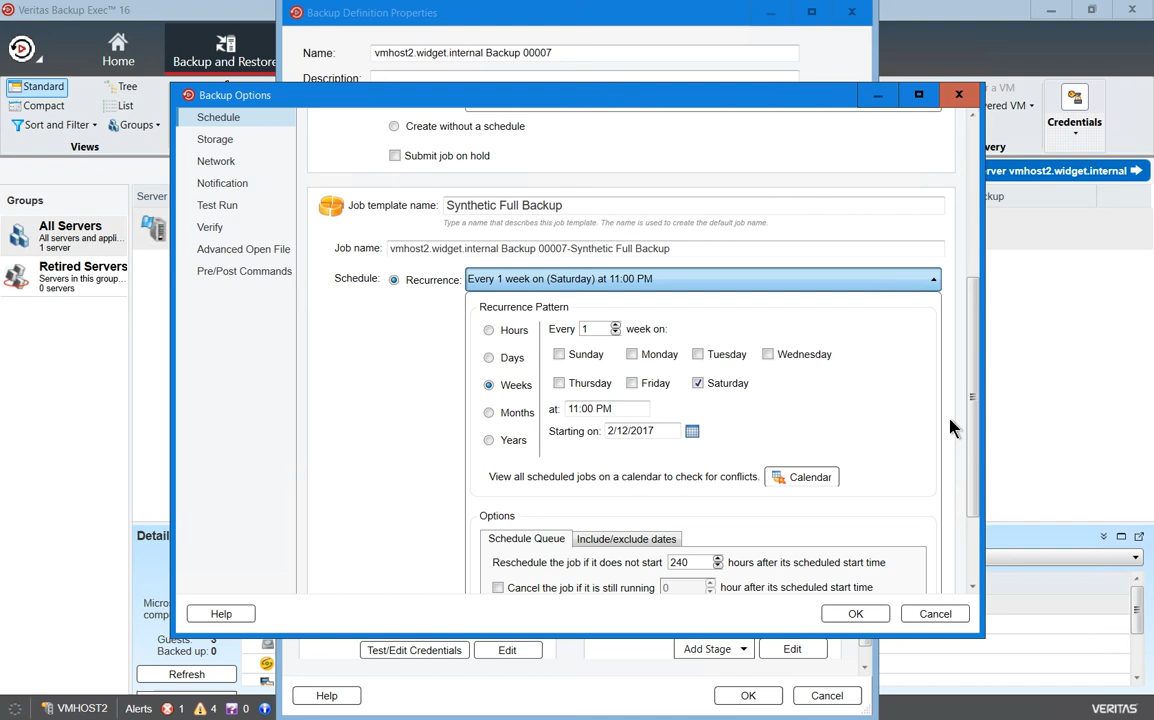 Veritas Backup Exec™ 16
Backup Definition Properties
Home
Backup and Restore
Name:
vmhost2.widget.internal Backup 00007
Description:
Standard
Tree
Compact
List
Sort and Filter
Groups
Views
Credentials
Groups
Server
vmhost2.widget.internal
All Servers
All servers and appli...
1 server
Retired Servers
Servers in this group...
0 servers
Backup Options
Schedule
Storage
Network
Notification
Test Run
Verify
Advanced Open File
Pre/Post Commands
Create without a schedule
Submit job on hold
Job template name:
Synthetic Full Backup
Type a name that describes this job template. The name is used to create the default job name.
Job name:
vmhost2.widget.internal Backup 00007-Synthetic Full Backup
Schedule:
Recurrence:
Every 1 week on (Saturday) at 11:00 PM
Recurrence Pattern
Hours
Days
Weeks
Months
Years
Every 1 week on:
Sunday
Monday
Tuesday
Wednesday
Thursday
Friday
Saturday
at: 11:00 PM
Starting on: 2/12/2017
View all scheduled jobs on a calendar to check for conflicts.
Calendar
Options
Schedule Queue
Include/exclude dates
Reschedule the job if it does not start 240 hours after its scheduled start time
Cancel the job if it is still running 0 hour after its scheduled start time
Help
OK
Cancel
Guests: 3
Backed up: 0
Refresh
Test/Edit Credentials
Edit
Add Stage
Edit
Help
OK
Cancel
VMHOST2
Alerts
1
4
0
VERITAS